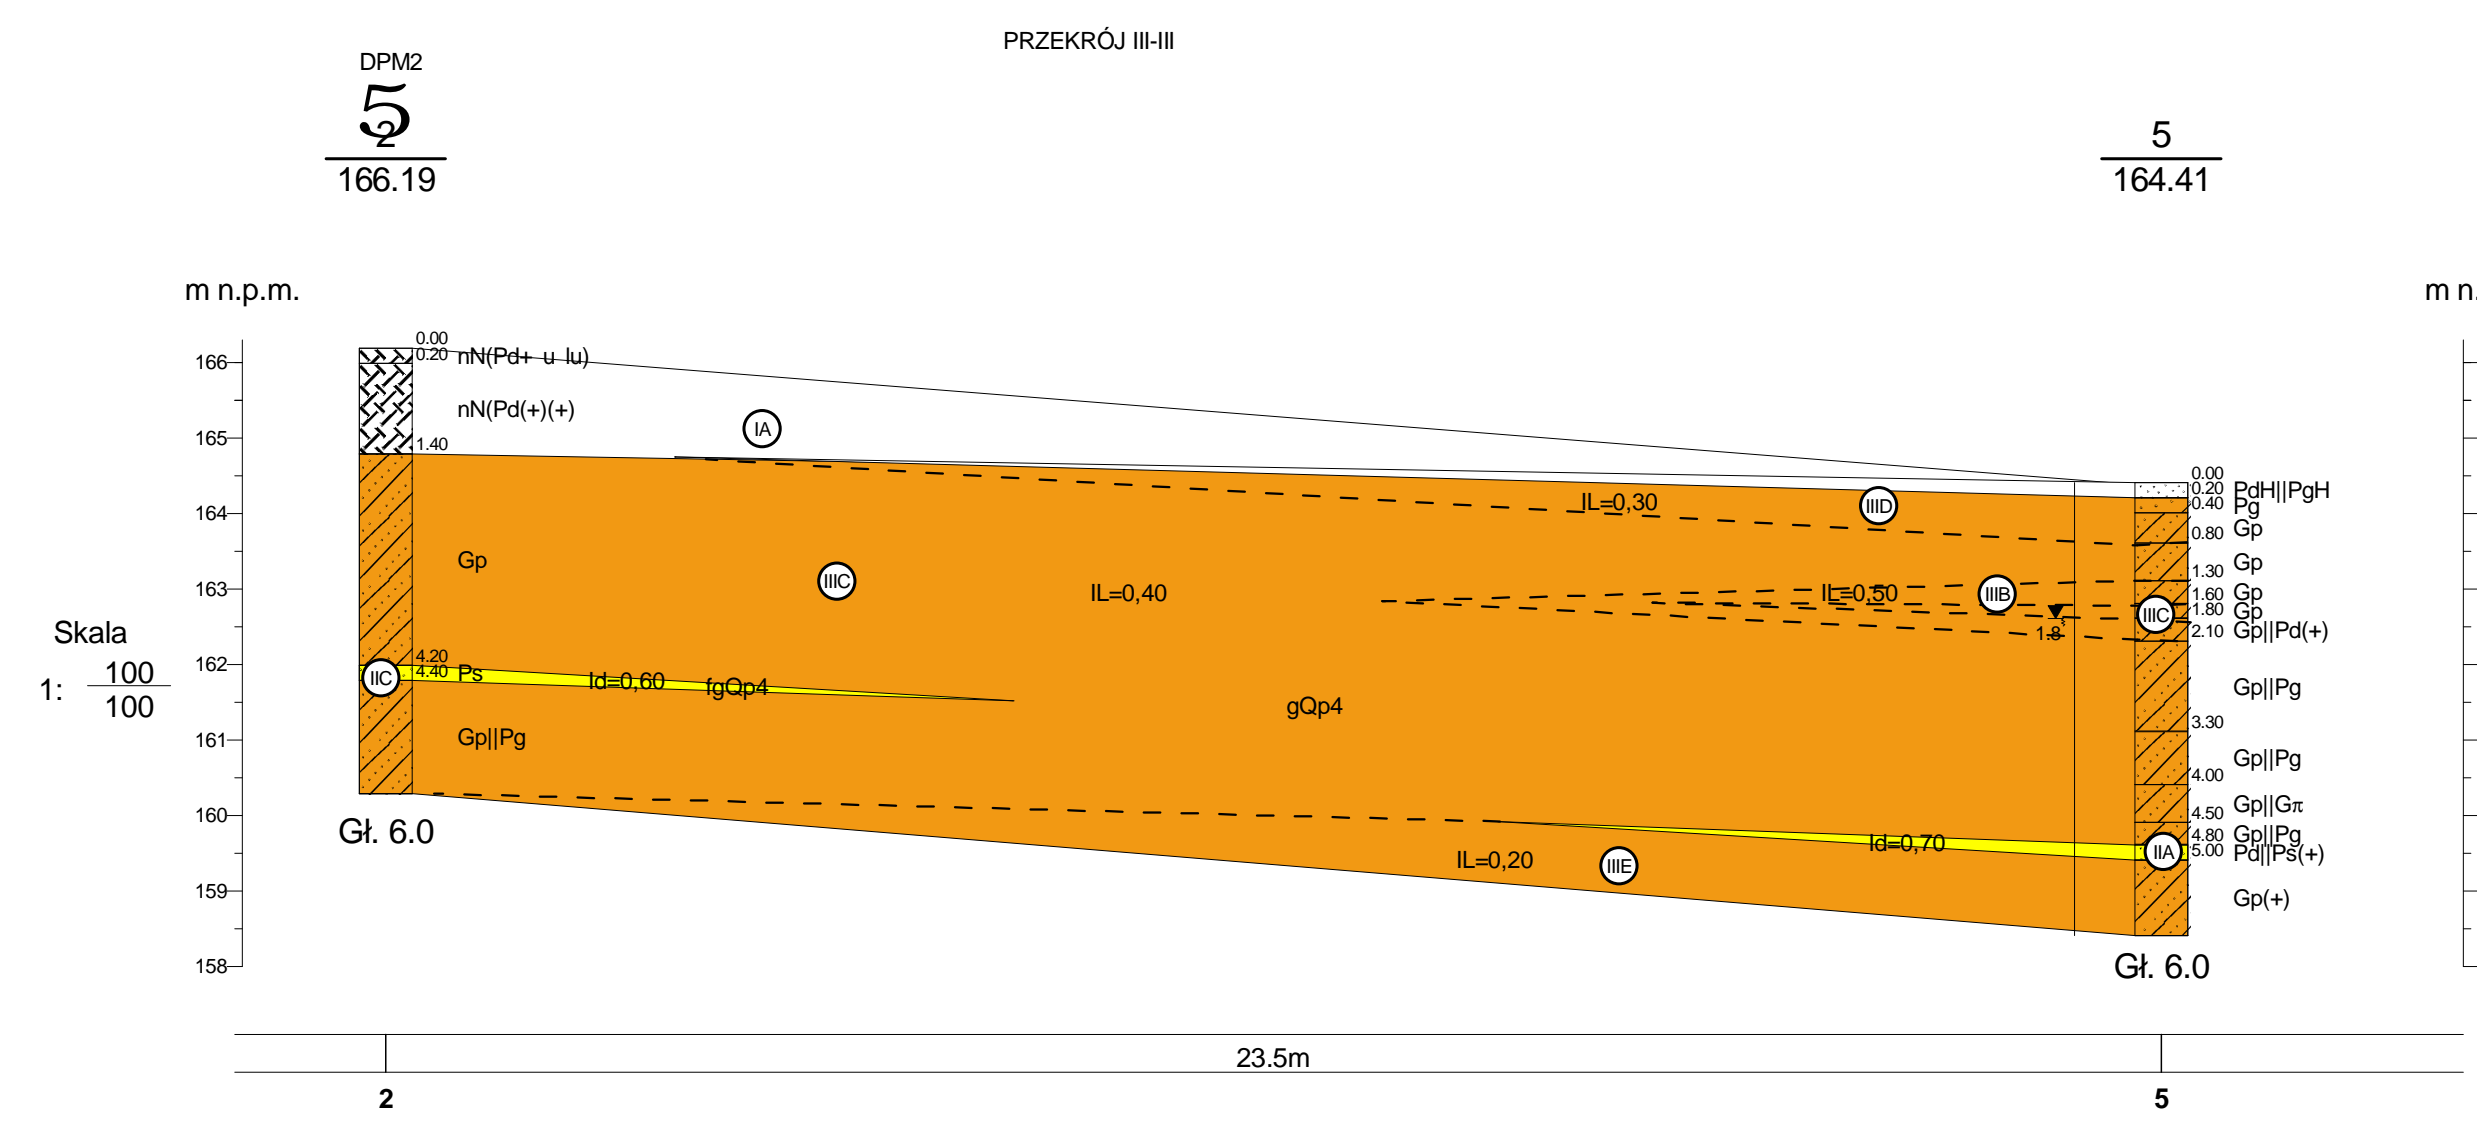 PRZEKRÓJ III-III
DPM2
5
2
166.19
5
164.41
m n.p.m.
m n.
0.00
0.20 nN(Pd+ u lu)
166
nN(Pd(+)(+)
IA
165
1.40
0.00
0.20 PdH||PgH
0.40 Pg
164
IL=0,30
IIID
Gp
0.80
Gp
IIIC
163
IL=0,40
IL=0,50
IIIB
Gp
1.30
Gp
1.60 Gp
1.80 Gp
IIIC
1.8
2.10 Gp||Pd(+)
Skala
1: 100
100
162
4.20
4.40 Ps
IIC
Id=0,60
fgQp4
gQp4
Gp||Pg
161
Gp||Pg
3.30
Gp||Pg
4.00
160
Gp||Gπ
4.50
Gł. 6.0
4.80 Gp||Pg
5.00 Pd||Ps(+)
Id=0,70
IIA
IL=0,20
IIIE
159
Gp(+)
158
Gł. 6.0
23.5m
2
5